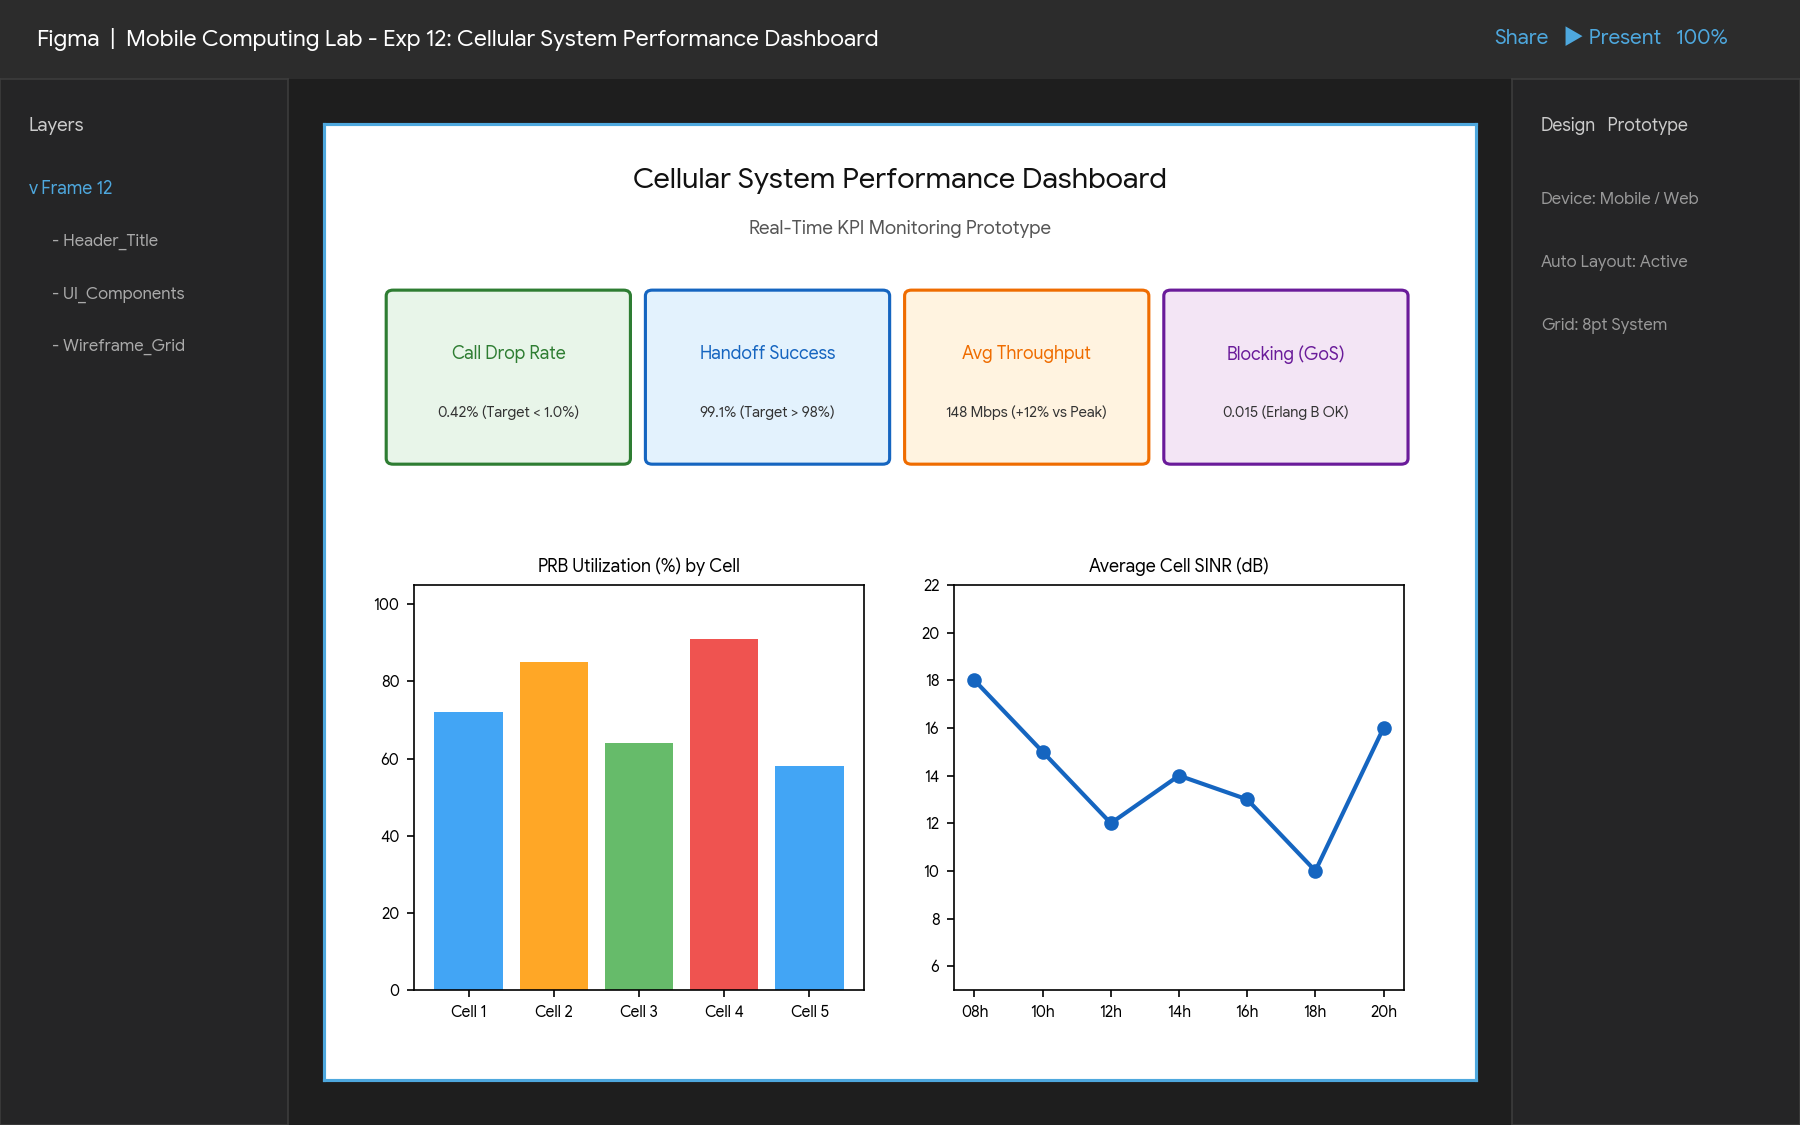 Figma | Mobile Computing Lab - Exp 12: Cellular System Performance Dashboard
Share ▶ Present 100%
Layers
v Frame 12
- Header_Title
- UI_Components
- Wireframe_Grid
Cellular System Performance Dashboard
Real-Time KPI Monitoring Prototype
Call Drop Rate
0.42% (Target < 1.0%)
Handoff Success
99.1% (Target > 98%)
Avg Throughput
148 Mbps (+12% vs Peak)
Blocking (GoS)
0.015 (Erlang B OK)
PRB Utilization (%) by Cell
100
80
60
40
20
0
Cell 1 Cell 2 Cell 3 Cell 4 Cell 5
Average Cell SINR (dB)
22
20
18
16
14
12
10
8
6
08h 10h 12h 14h 16h 18h 20h
Design Prototype
Device: Mobile / Web
Auto Layout: Active
Grid: 8pt System